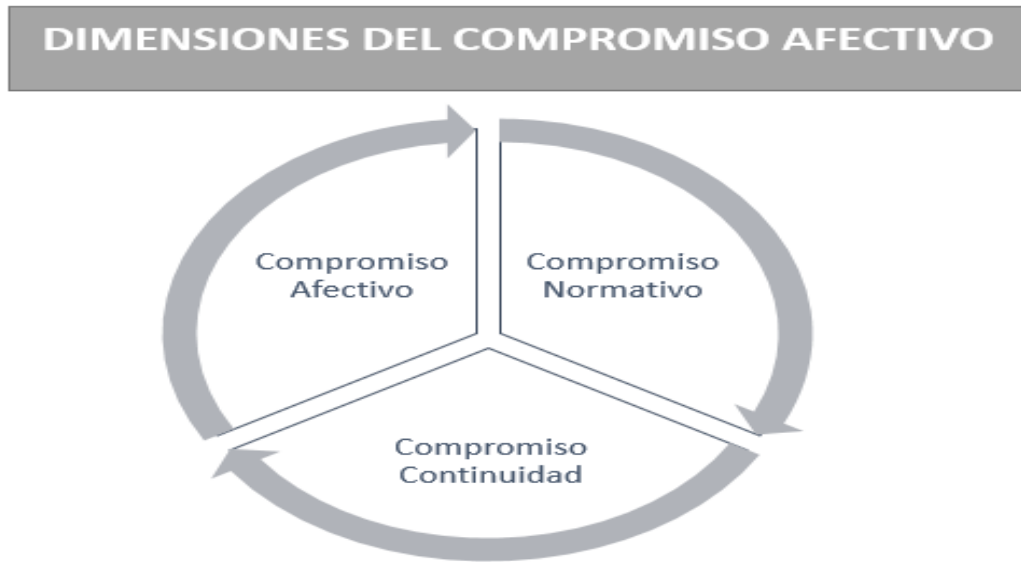 DIMENSIONES DEL COMPROMISO AFECTIVO
Compromiso
Afectivo
Compromiso
Normativo
Compromiso
Continuidad